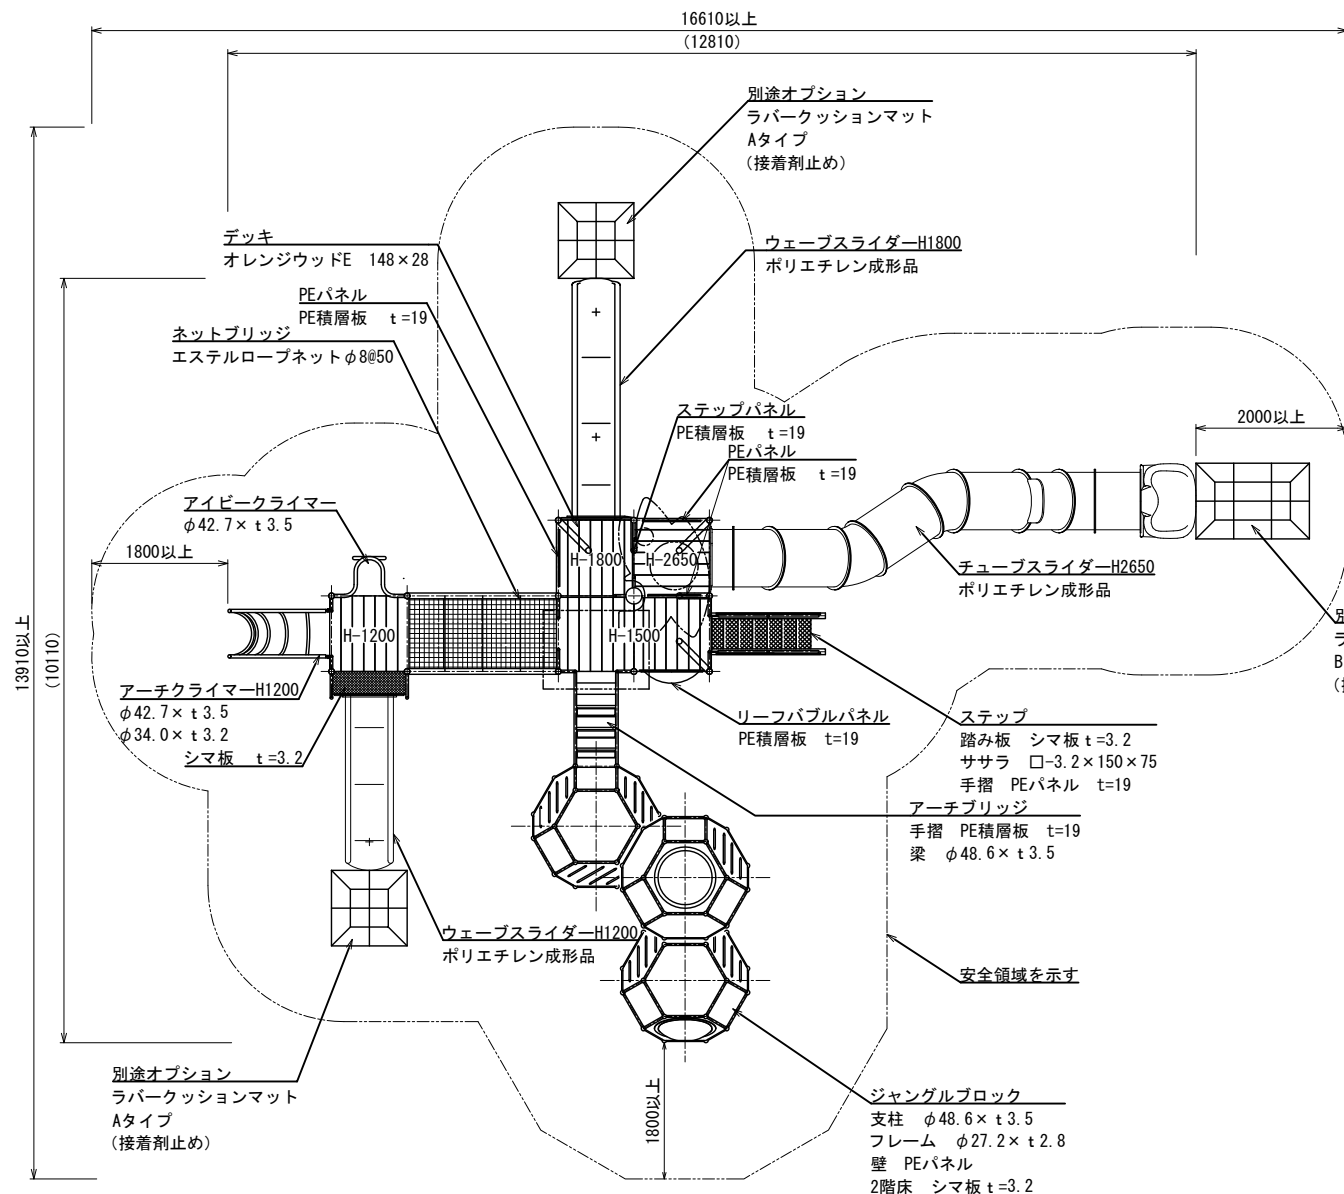 16610以上
(12810)
別途オプション
ラバークッションマット
Aタイプ
(接着剤止め)
デッキ
オレンジウッドE 148×28
PEパネル
PE積層板 t=19
ネットブリッジ
エステルロープネットφ8@50
ウェーブスライダーH1800
ポリエチレン成形品
ステップパネル
PE積層板 t=19
PEパネル
PE積層板 t=19
2000以上
アイビークライマー
φ42.7×t3.5
1800以上
H-1800
H-2650
チューブスライダーH2650
ポリエチレン成形品
H-1200
H-1500
13910以上
(10110)
別
ラ
B
(接
アーチクライマーH1200
φ42.7×t3.5
φ34.0×t3.2
シマ板 t=3.2
リーフバブルパネル
PE積層板 t=19
ステップ
踏み板 シマ板t=3.2
ササラ □-3.2×150×75
手摺 PEパネル t=19
アーチブリッジ
手摺 PE積層板 t=19
梁 φ48.6×t3.5
ウェーブスライダーH1200
ポリエチレン成形品
安全領域を示す
別途オプション
ラバークッションマット
Aタイプ
(接着剤止め)
1800以上
ジャングルブロック
支柱 φ48.6×t3.5
フレーム φ27.2×t2.8
壁 PEパネル
2階床 シマ板t=3.2